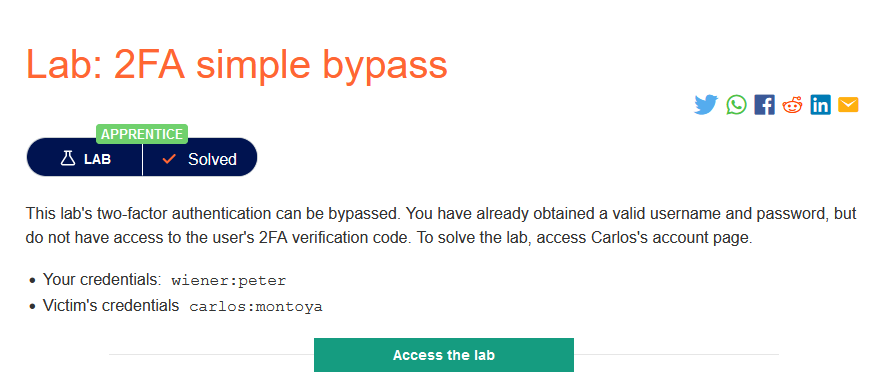 Lab: 2FA simple bypass
APPRENTICE
LAB
Solved
This lab's two-factor authentication can be bypassed. You have already obtained a valid username and password, but
do not have access to the user's 2FA verification code. To solve the lab, access Carlos's account page.
Your credentials: wiener:peter
Victim's credentials carlos:montoya
Access the lab